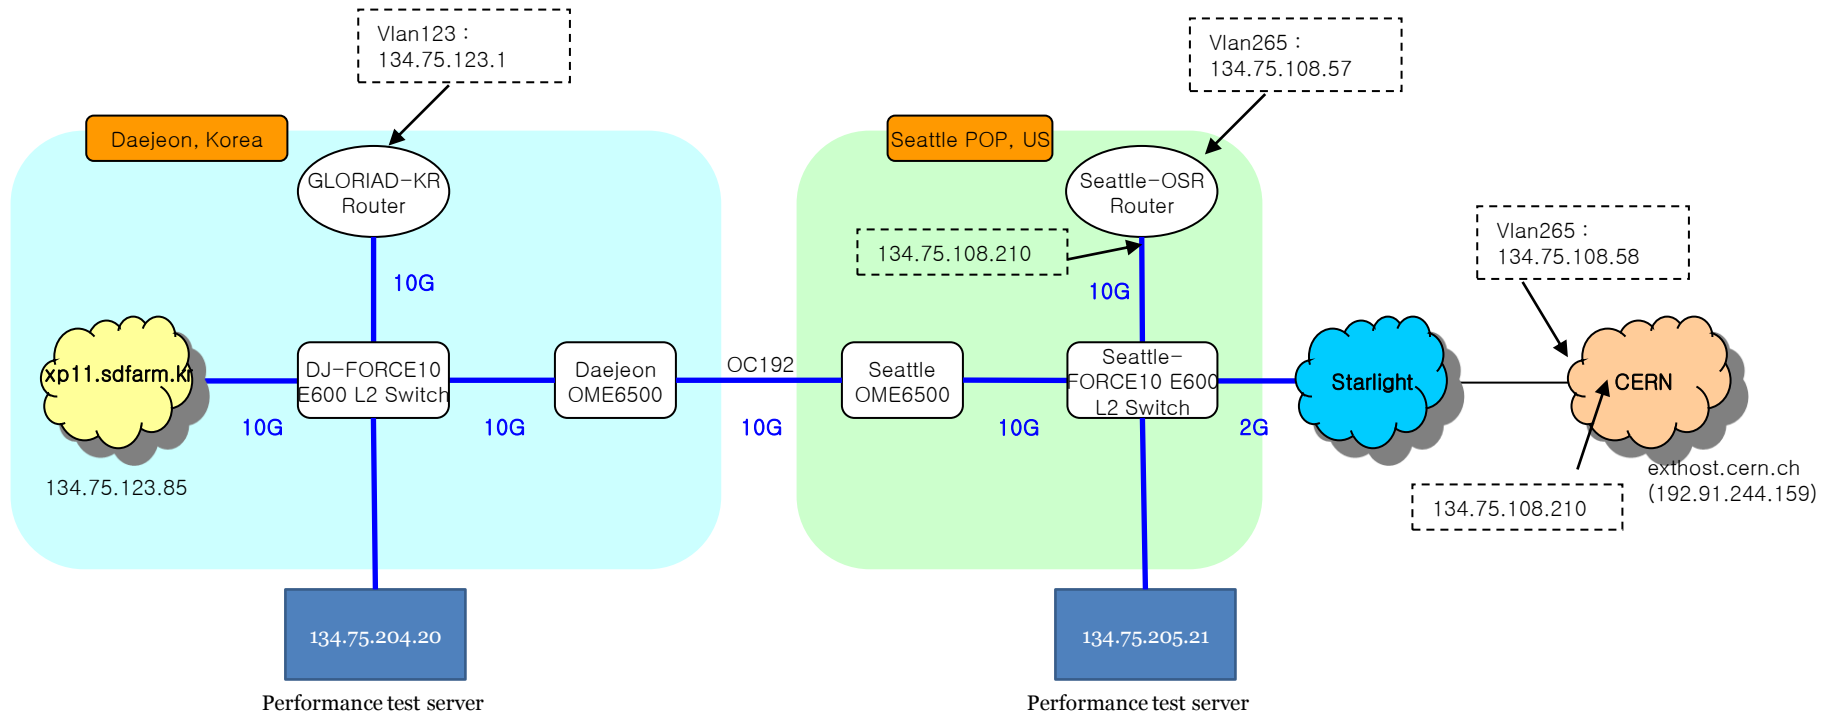 Vlan123 :
134.75.123.1
Vlan265 :
134.75.108.57
Daejeon, Korea
Seattle POP, US
GLORIAD-KR
Router
Seattle-OSR
Router
Vlan265 :
134.75.108.58
134.75.108.210
10G
10G
xp11.sdfarm.kr
DJ-FORCE10
E600 L2 Switch
Daejeon
OME6500
OC192
Seattle
OME6500
Seattle-
FORCE10 E600
L2 Switch
Starlight
CERN
10G
10G
10G
10G
2G
134.75.123.85
exthost.cern.ch
(192.91.244.159)
134.75.108.210
134.75.204.20
134.75.205.21
Performance test server
Performance test server